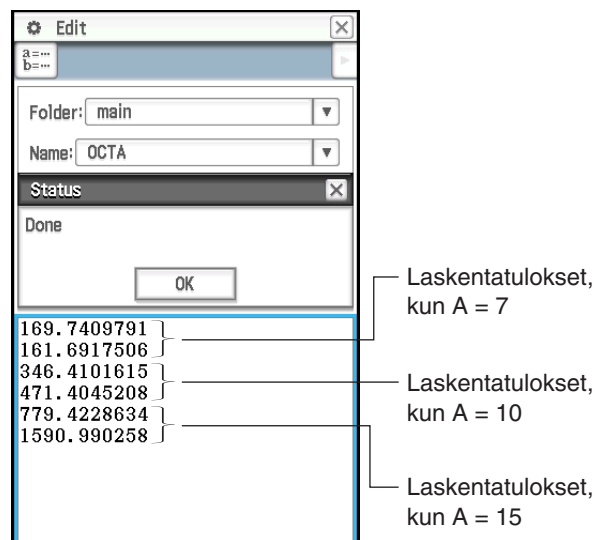 Edit
a=...
b=...
Folder: main
Name: OCTA
Status
Done
OK
169.7409791
161.6917506
346.4101615
471.4045208
779.4228634
1590.990258
Laskentatulokset,
kun A = 7
Laskentatulokset,
kun A = 10
Laskentatulokset,
kun A = 15